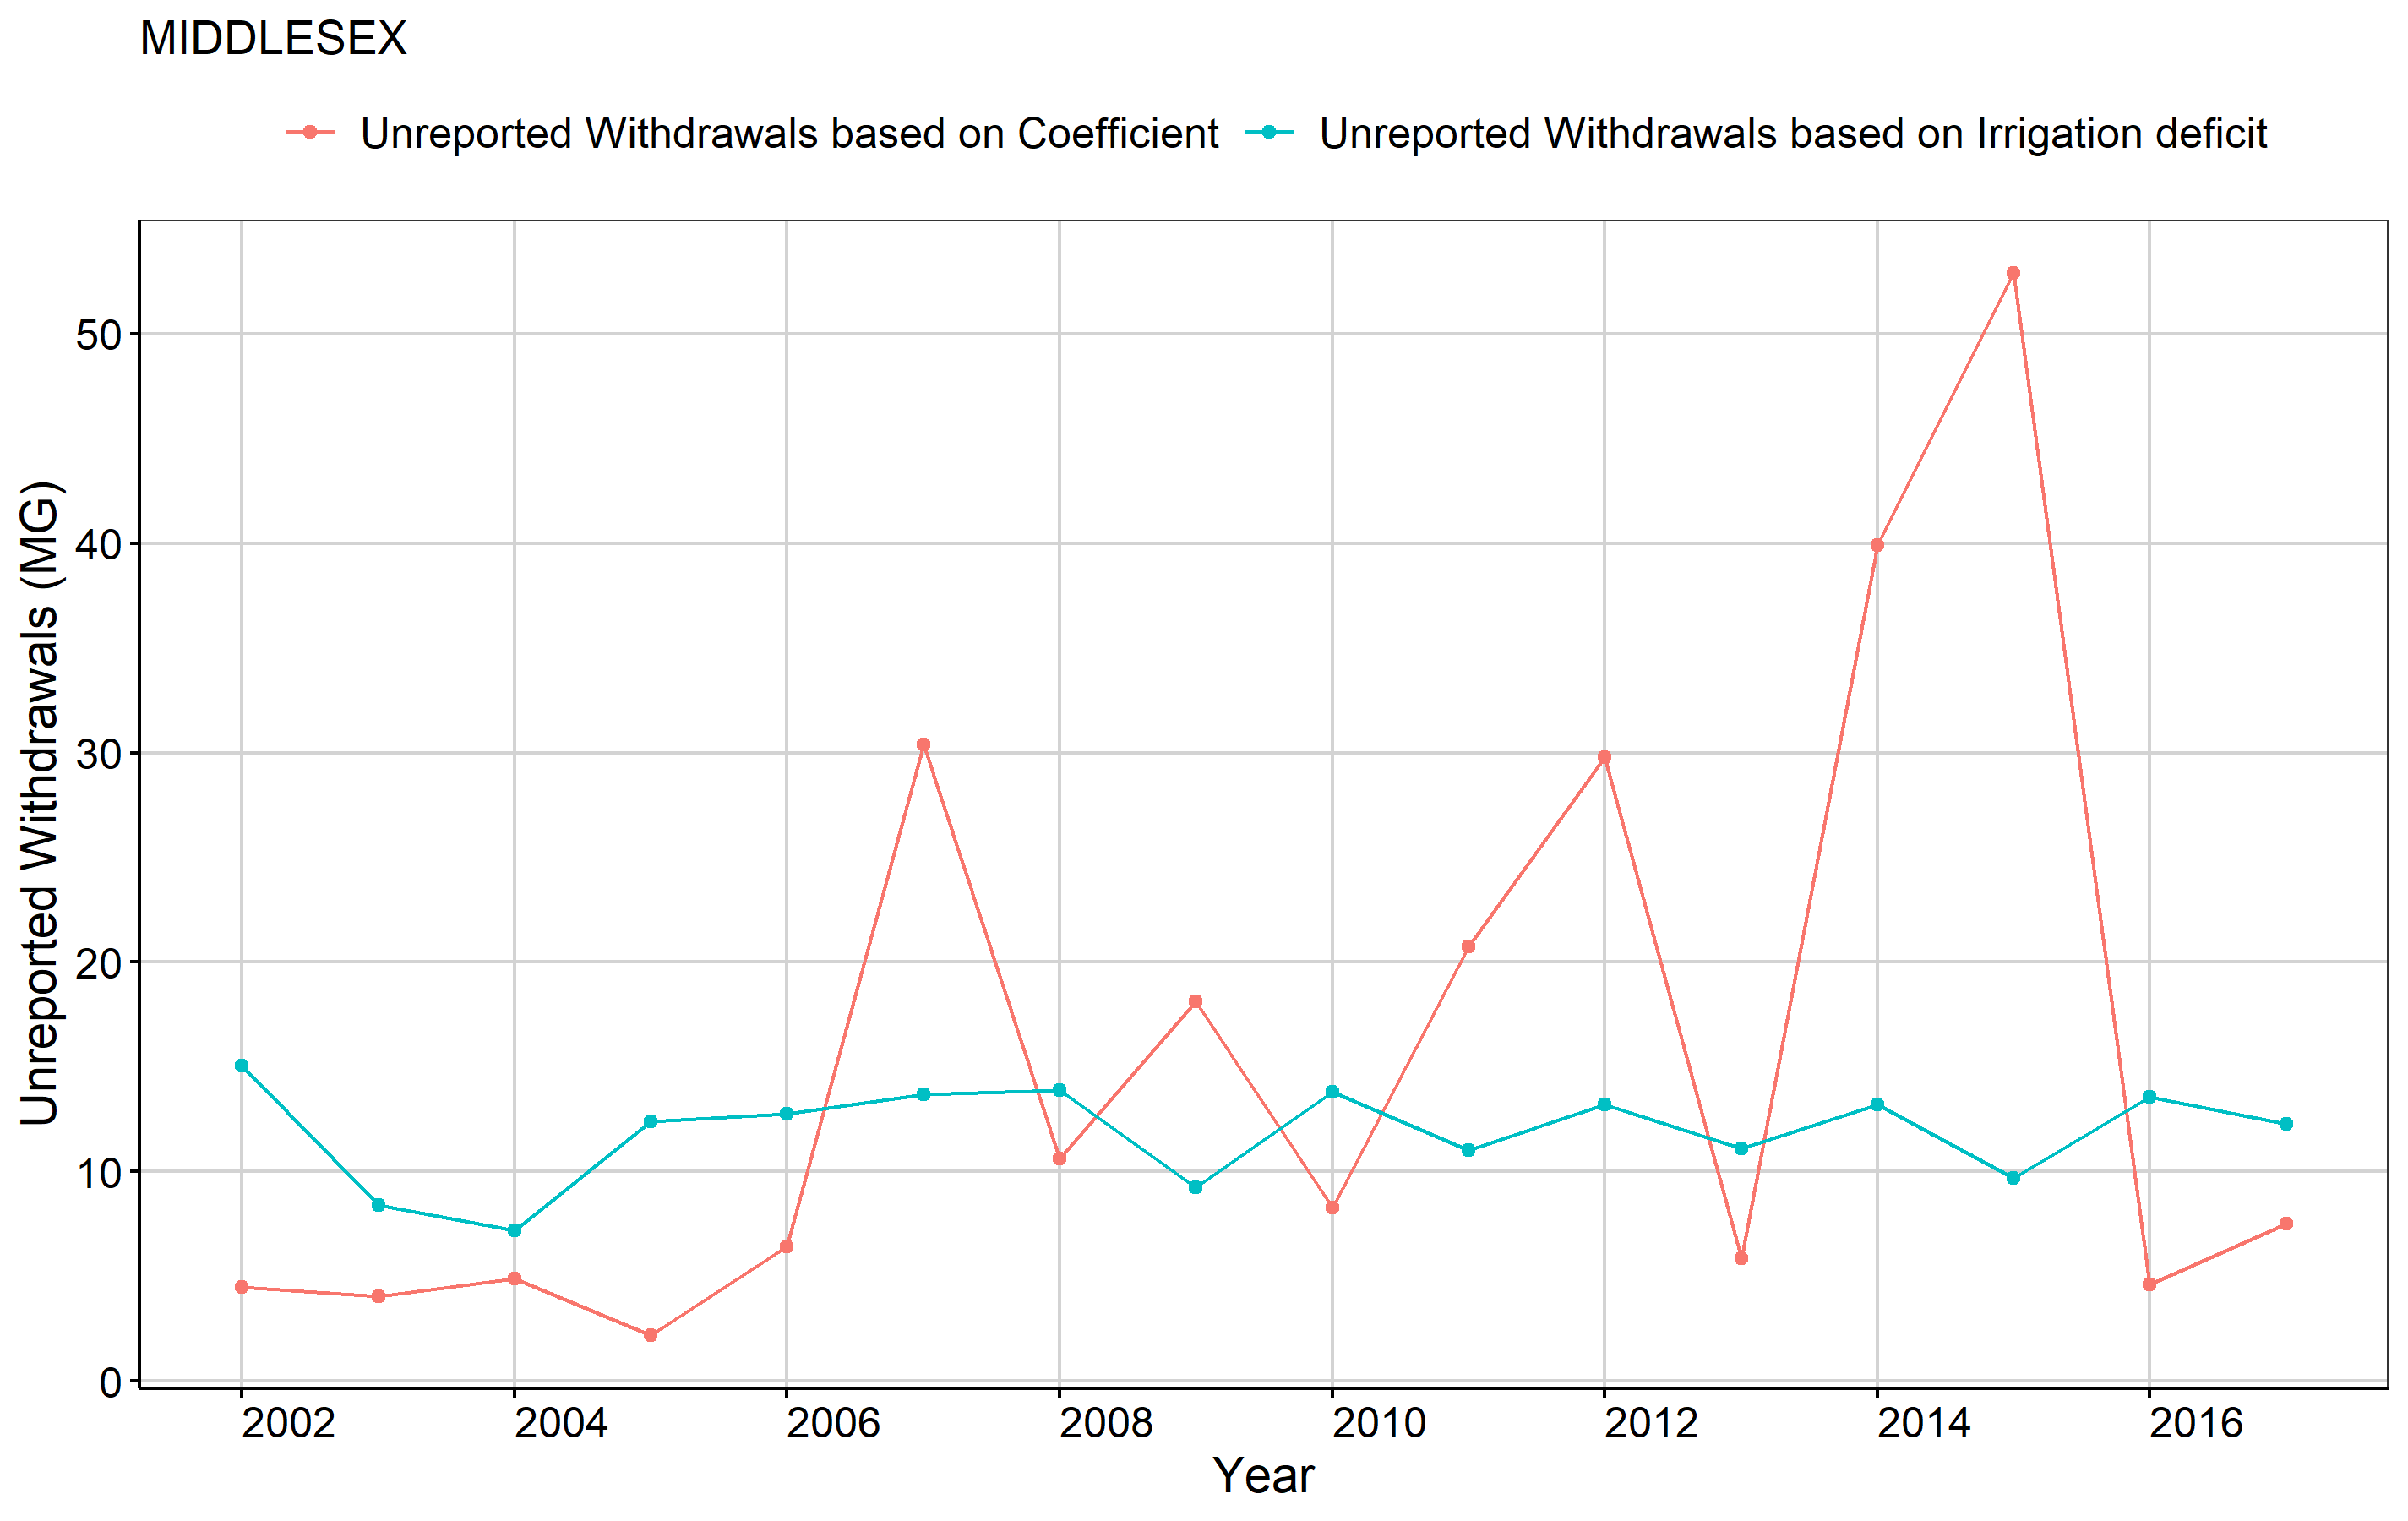 MIDDLESEX
Unreported Withdrawals based on Coefficient Unreported Withdrawals based on Irrigation deficit
Unreported Withdrawals (MG)
50
40
30
20
10
0
2002 2004 2006 2008 2010 2012 2014 2016
Year